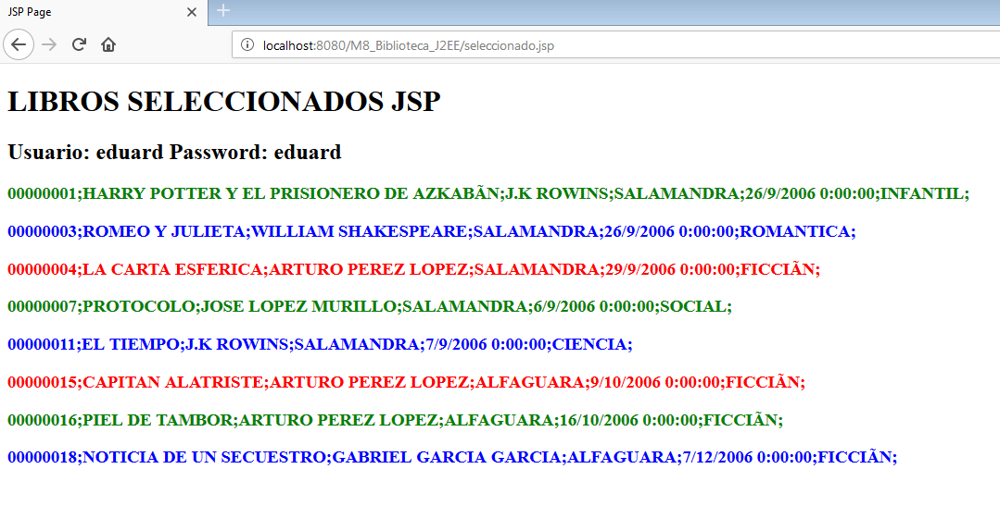 JSP Page
localhost:8080/M8_Biblioteca_J2EE/seleccionado.jsp
LIBROS SELECCIONADOS JSP
Usuario: eduard Password: eduard
00000001;HARRY POTTER Y EL PRISIONERO DE AZKABÃN;J.K ROWINS;SALAMANDRA;26/9/2006 0:00:00;INFANTIL;
00000003;ROMEO Y JULIETA;WILLIAM SHAKESPEARE;SALAMANDRA;26/9/2006 0:00:00;ROMANTICA;
00000004;LA CARTA ESFERICA;ARTURO PEREZ LOPEZ;SALAMANDRA;29/9/2006 0:00:00;FICCIÃN;
00000007;PROTOCOLO;JOSE LOPEZ MURILLO;SALAMANDRA;6/9/2006 0:00:00;SOCIAL;
00000011;EL TIEMPO;J.K ROWINS;SALAMANDRA;7/9/2006 0:00:00;CIENCIA;
00000015;CAPITAN ALATRISTE;ARTURO PEREZ LOPEZ;ALFAGUARA;9/10/2006 0:00:00;FICCIÃN;
00000016;PIEL DE TAMBOR;ARTURO PEREZ LOPEZ;ALFAGUARA;16/10/2006 0:00:00;FICCIÃN;
00000018;NOTICIA DE UN SECUESTRO;GABRIEL GARCIA GARCIA;ALFAGUARA;7/12/2006 0:00:00;FICCIÃN;